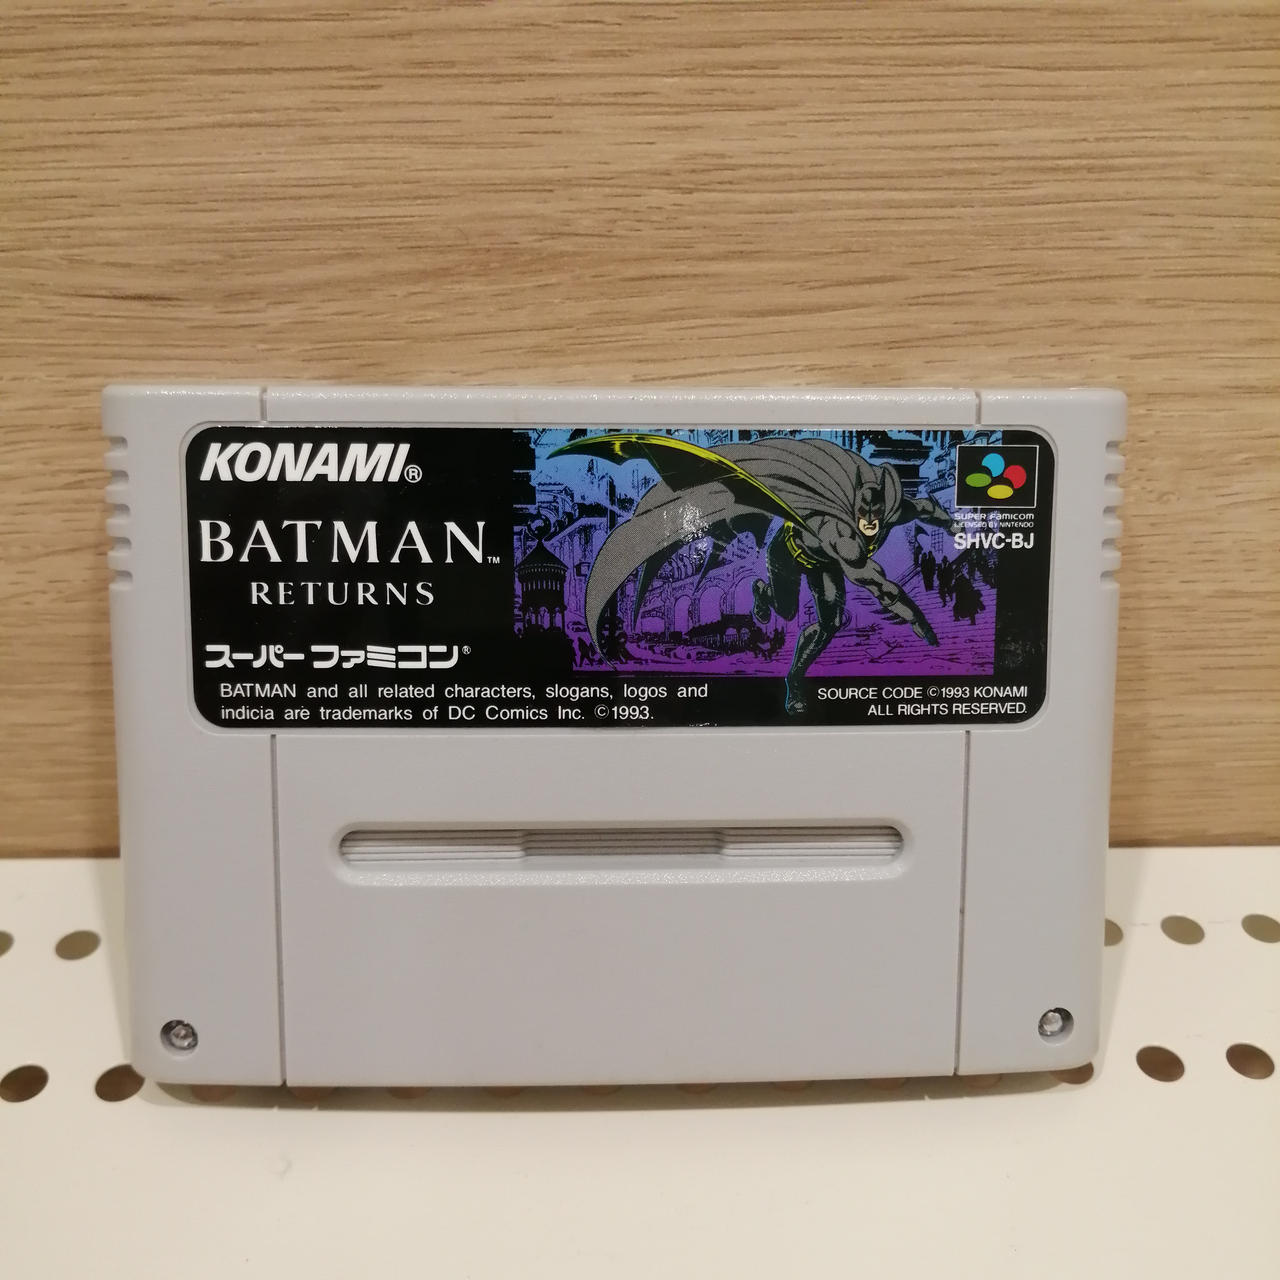 KONAMI®
BATMAN™
RETURNS
スーパーファミコン®
BATMAN and all related characters, slogans, logos and
indicia are trademarks of DC Comics Inc. ©1993.
SUPER FAMICOM
LICENSED BY NINTENDO
SHVC-BJ
SOURCE CODE ©1993 KONAMI
ALL RIGHTS RESERVED.